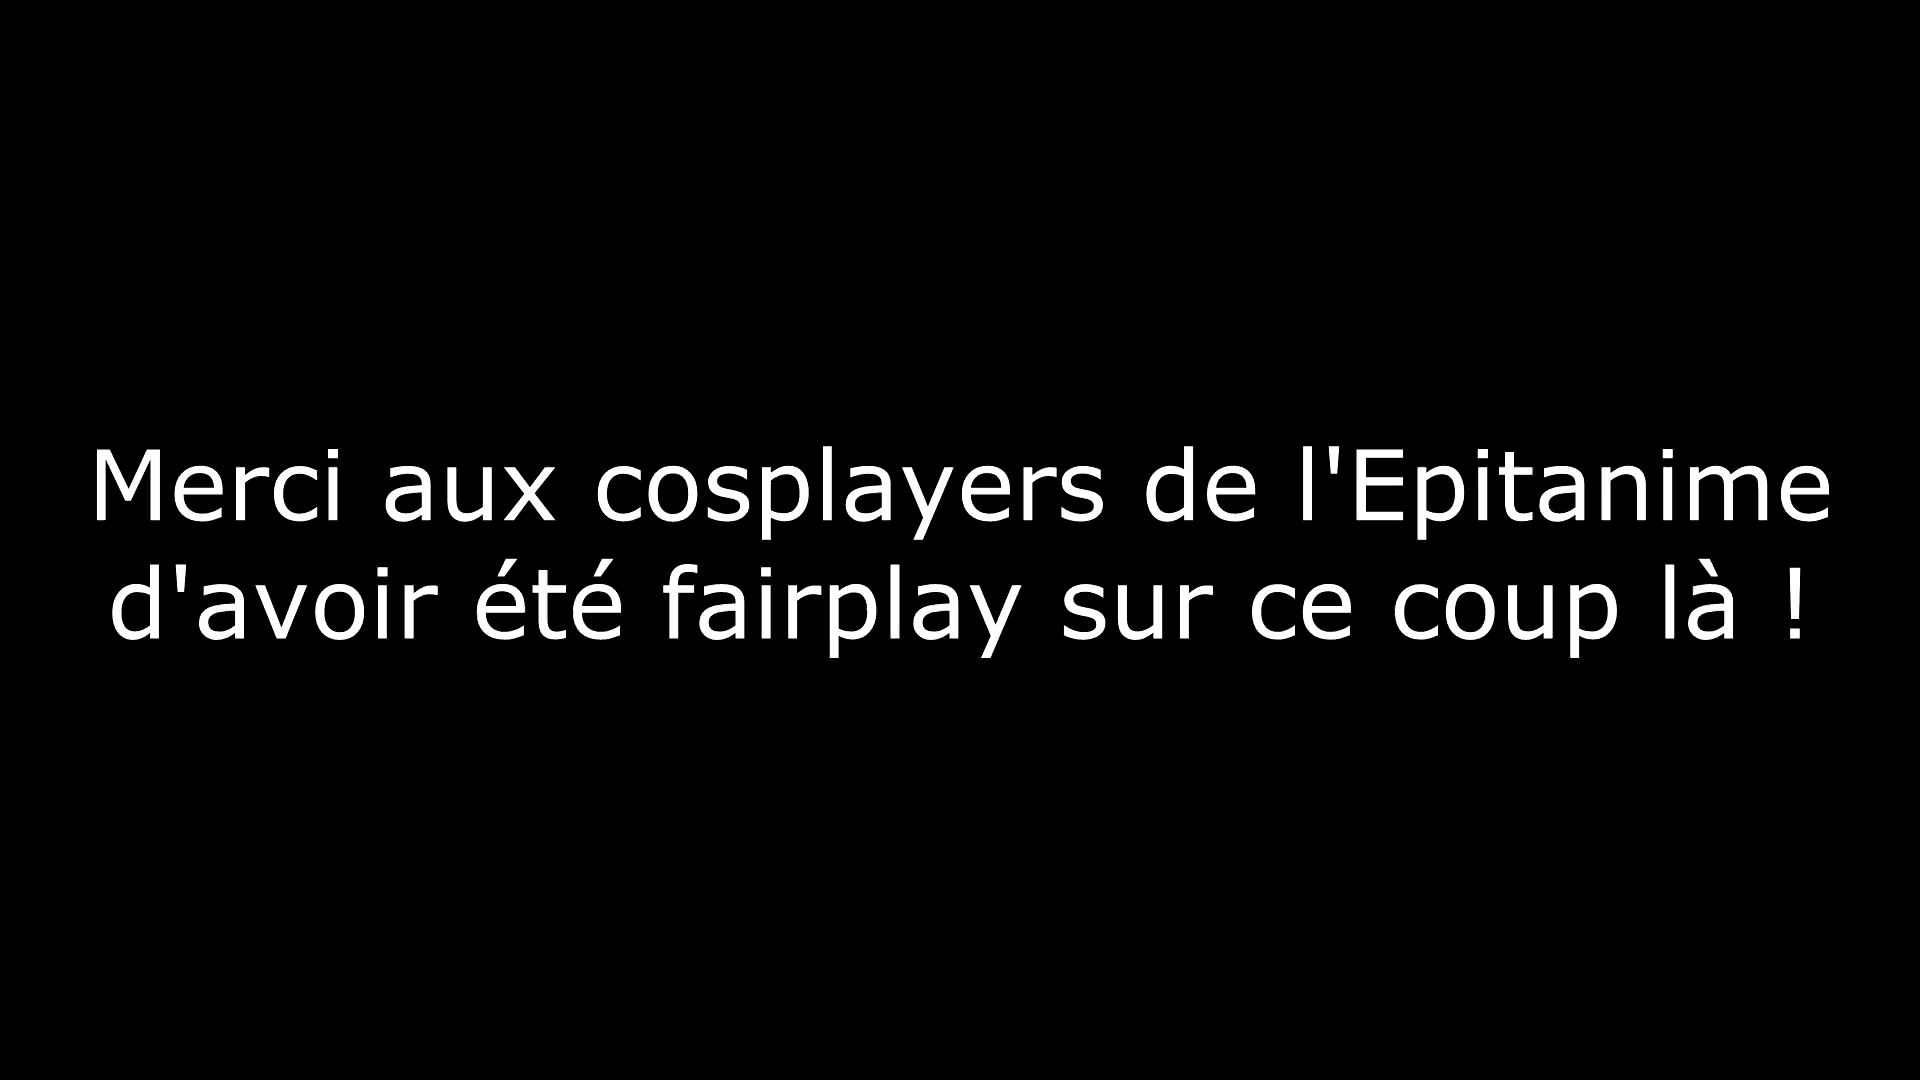 Merci aux cosplayers de l'Epitanime
d'avoir été fairplay sur ce coup là !